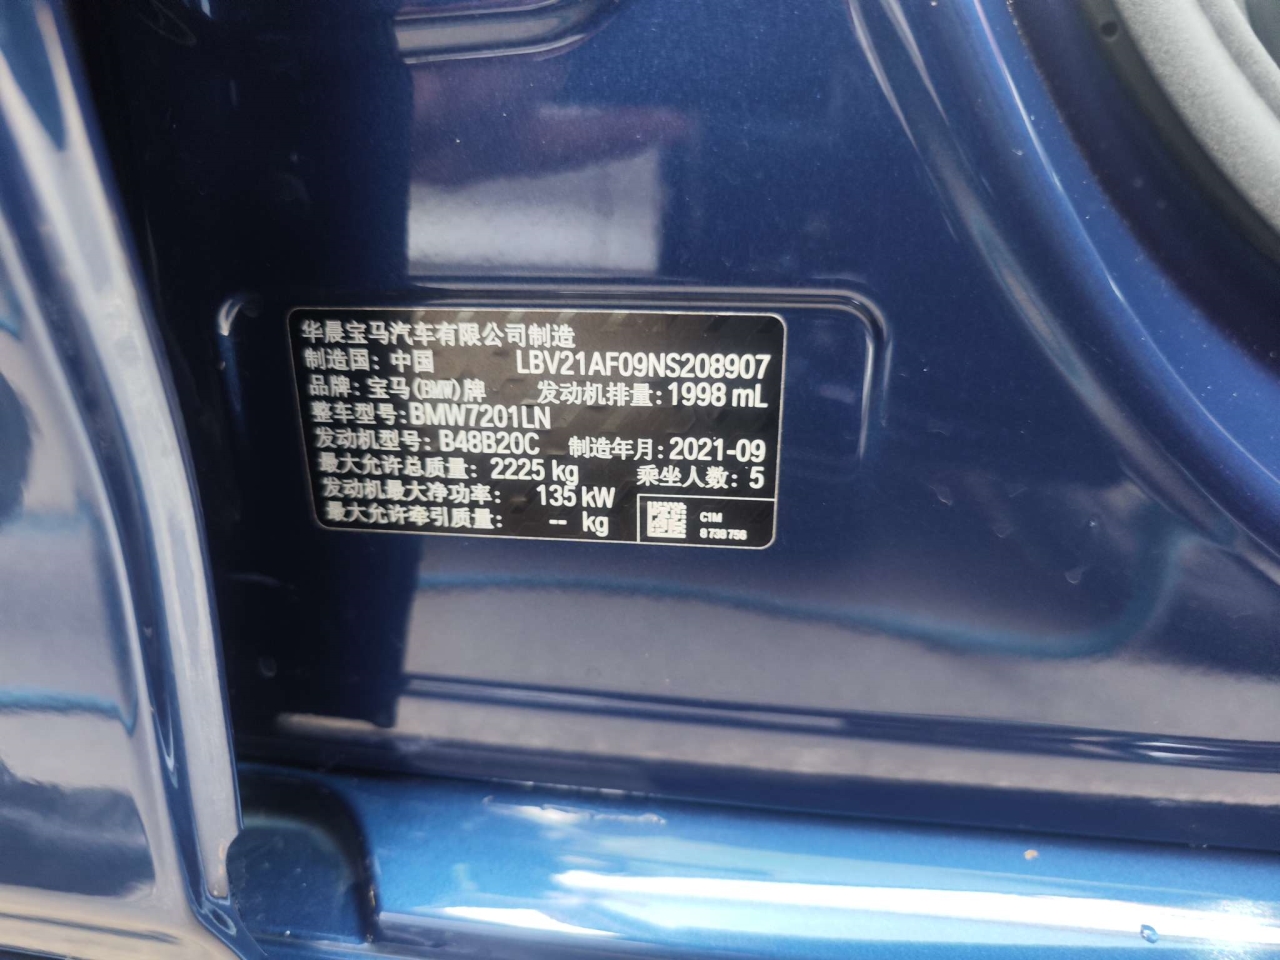 华晨宝马汽车有限公司制造
制造国: 中国 LBV21AF09NS208907
品牌: 宝马(BMW)牌 发动机排量: 1998 mL
整车型号: BMW7201LN
发动机型号: B48B20C 制造年月: 2021-09
最大允许总质量: 2225 kg 乘坐人数: 5
发动机最大净功率: 135 kW
最大允许牵引质量: -- kg
C1M
8 738 756